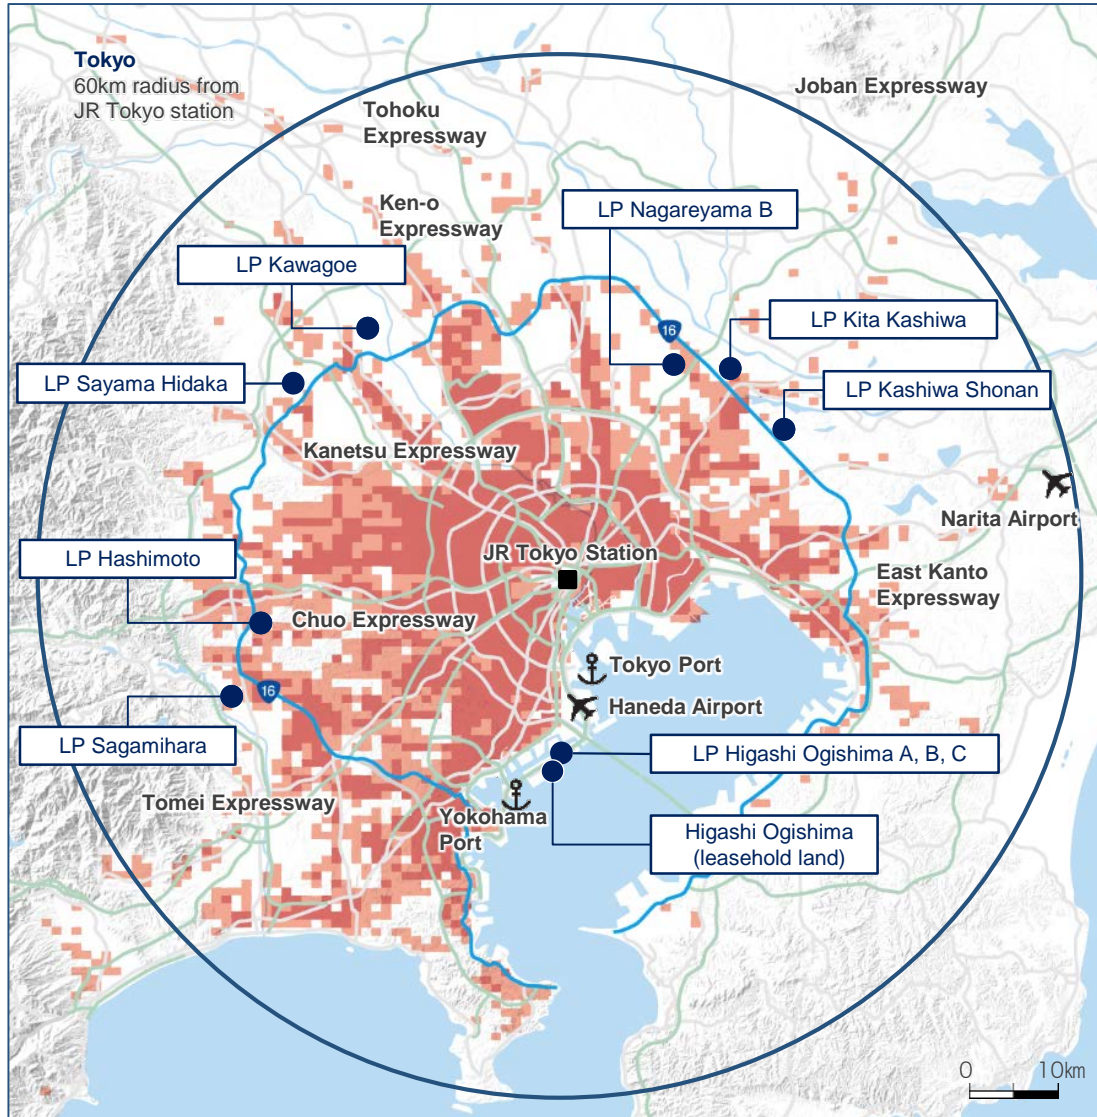 Tokyo
60km radius from
JR Tokyo station
Joban Expressway
Tohoku
Expressway
Ken-o
Expressway
LP Nagareyama B
LP Kawagoe
16
LP Kita Kashiwa
LP Sayama Hidaka
LP Kashiwa Shonan
Kanetsu Expressway
Narita Airport
JR Tokyo Station
LP Hashimoto
East Kanto
Expressway
Chuo Expressway
Tokyo Port
16
Haneda Airport
LP Sagamihara
LP Higashi Ogishima A, B, C
Tomei Expressway
Yokohama
Port
Higashi Ogishima
(leasehold land)
0 10km